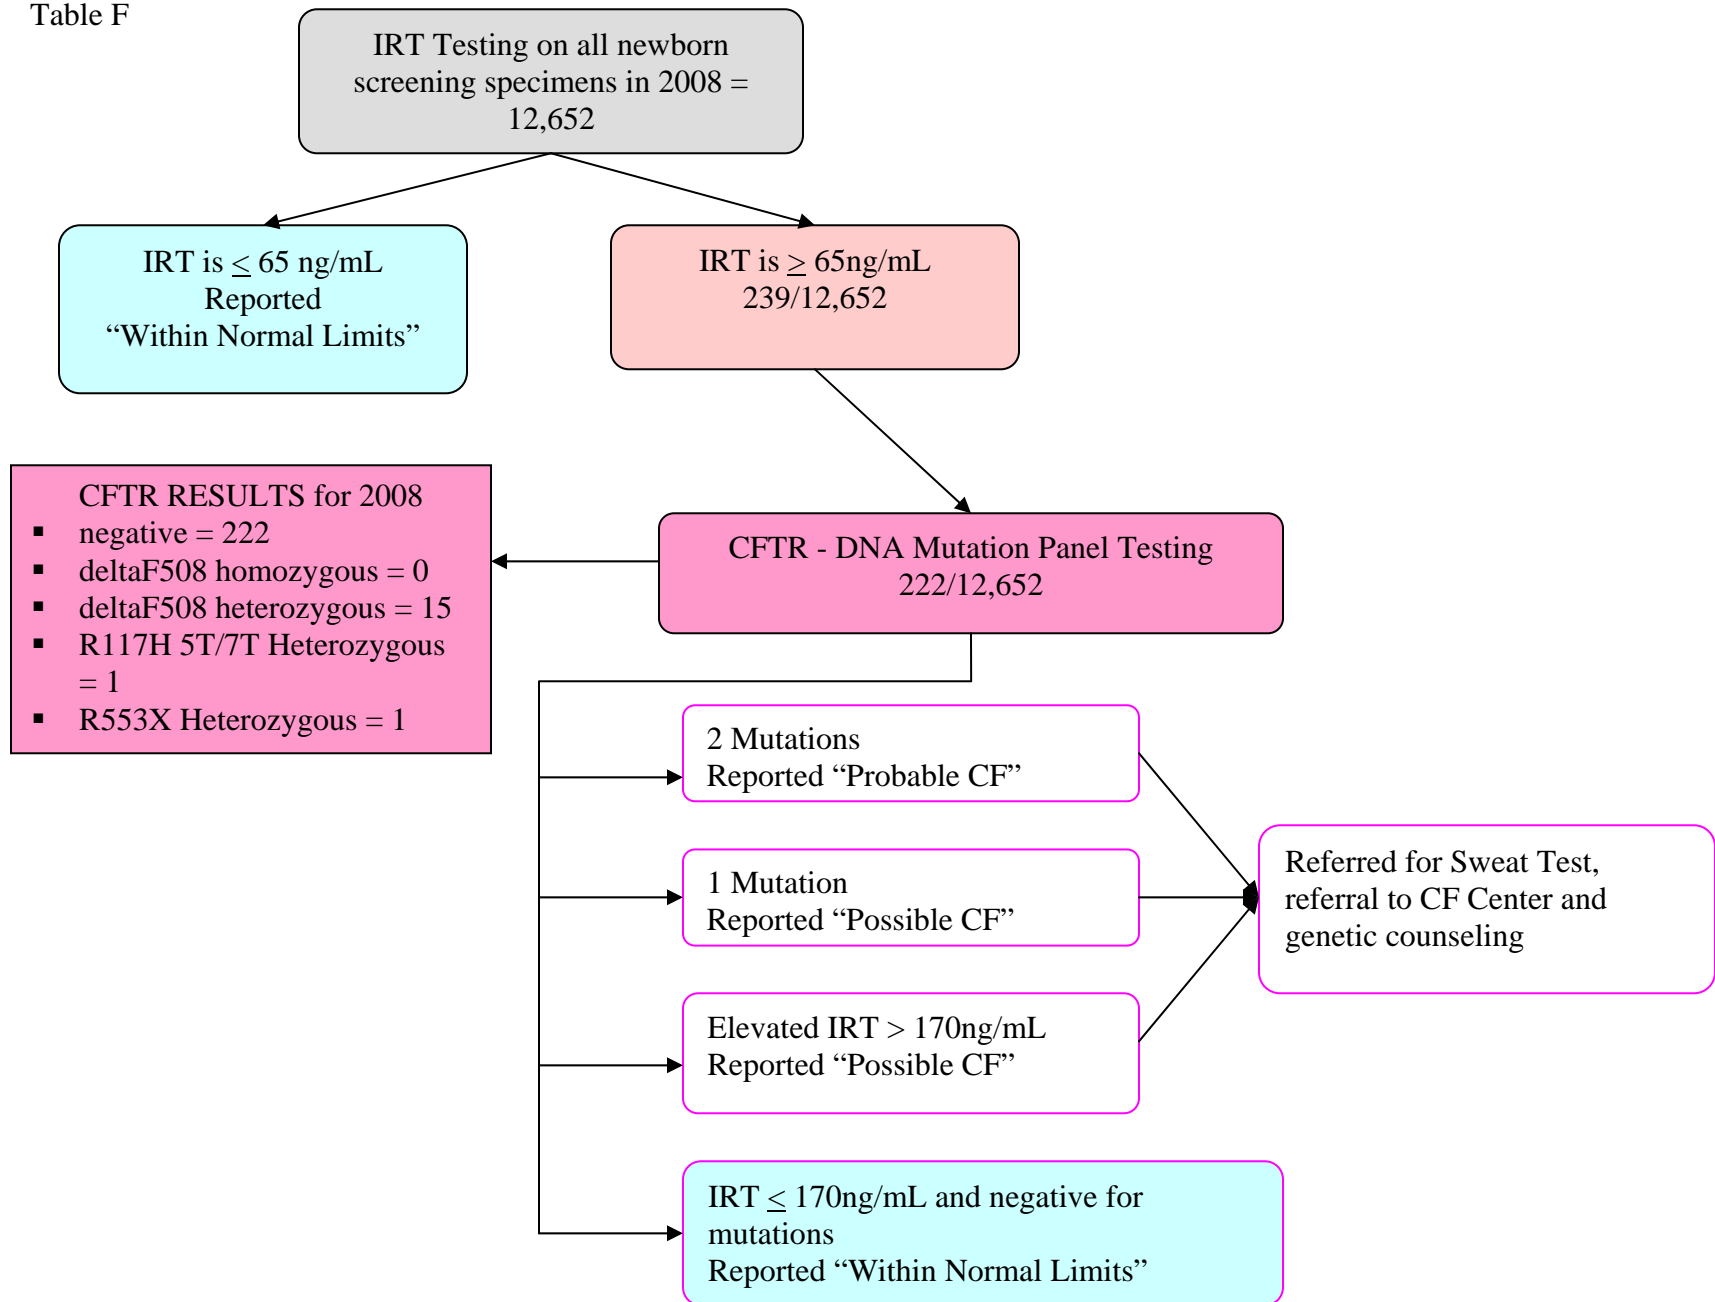 Table F
IRT Testing on all newborn
screening specimens in 2008 =
12,652
IRT is ≤ 65 ng/mL
Reported
“Within Normal Limits”
IRT is ≥ 65ng/mL
239/12,652
CFTR RESULTS for 2008
▪ negative = 222
▪ deltaF508 homozygous = 0
▪ deltaF508 heterozygous = 15
▪ R117H 5T/7T Heterozygous
= 1
▪ R553X Heterozygous = 1
CFTR - DNA Mutation Panel Testing
222/12,652
2 Mutations
Reported “Probable CF”
1 Mutation
Reported “Possible CF”
Elevated IRT > 170ng/mL
Reported “Possible CF”
Referred for Sweat Test,
referral to CF Center and
genetic counseling
IRT ≤ 170ng/mL and negative for
mutations
Reported “Within Normal Limits”